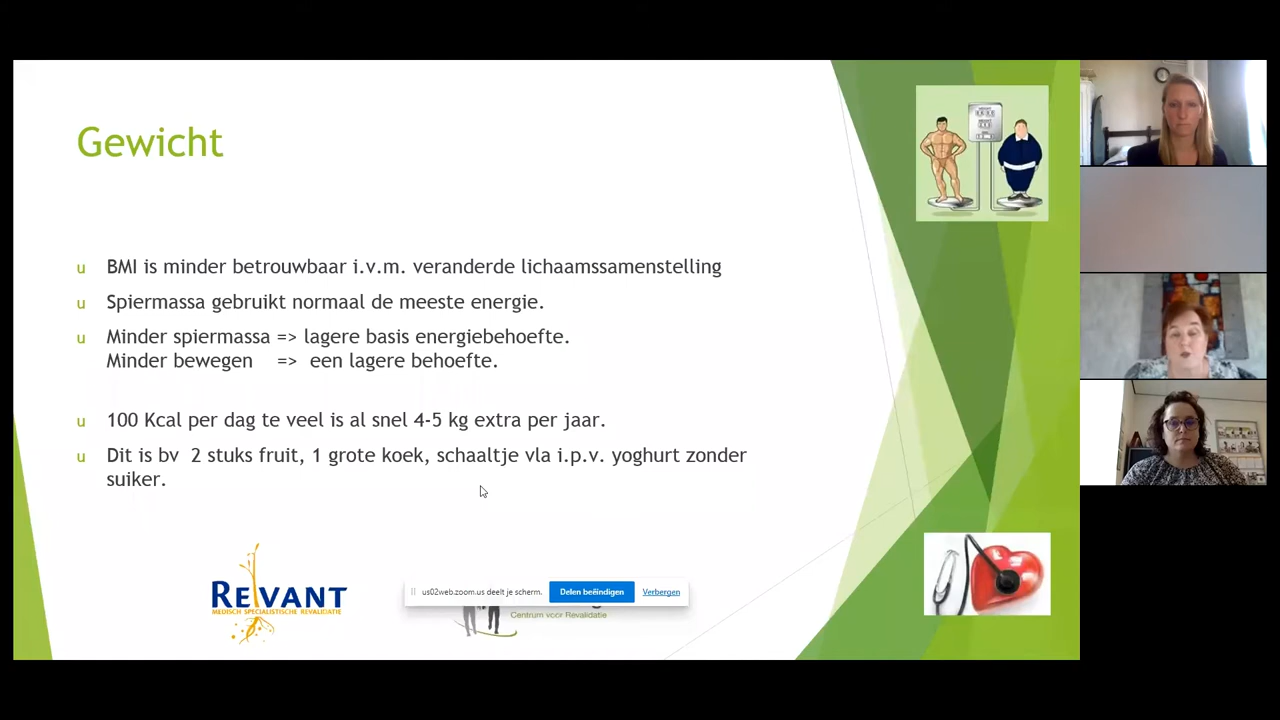 Gewicht
u BMI is minder betrouwbaar i.v.m. veranderde lichaamssamenstelling
u Spiermassa gebruikt normaal de meeste energie.
u Minder spiermassa => lagere basis energiebehoefte.
Minder bewegen => een lagere behoefte.
u 100 Kcal per dag te veel is al snel 4-5 kg extra per jaar.
u Dit is bv 2 stuks fruit, 1 grote koek, schaaltje vla i.p.v. yoghurt zonder
suiker.
REVANT
MEDISCH SPECIALISTISCHE REVALIDATIE
us02web.zoom.us deelt je scherm. Delen beëindigen Verbergen
Centrum voor Revalidatie